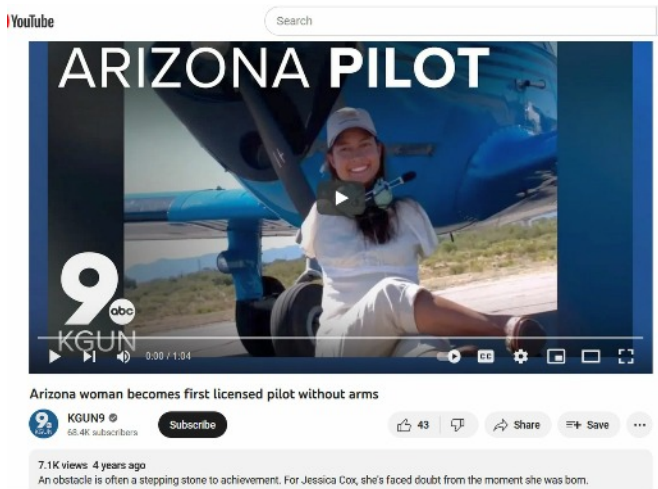 YouTube
Search
ARIZONA PILOT
9
abc
KGUN
0:00 / 1:04
CC
Arizona woman becomes first licensed pilot without arms
9
KGUN9
68.4K subscribers
Subscribe
43
Share
Save
7.1K views 4 years ago
An obstacle is often a stepping stone to achievement. For Jessica Cox, she's faced doubt from the moment she was born.